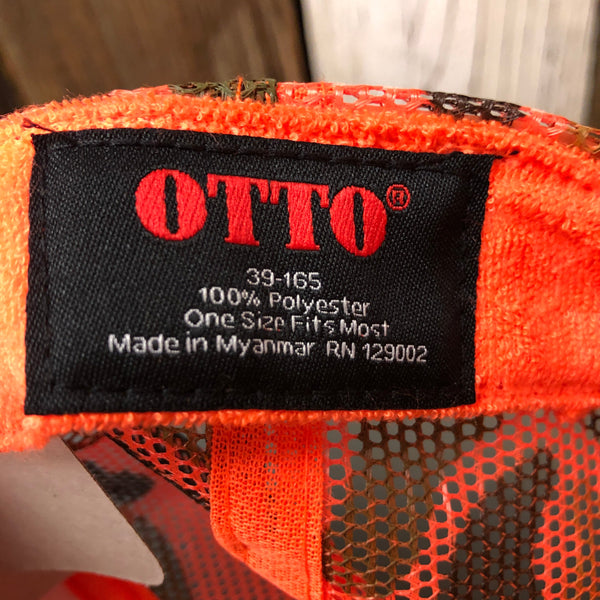 OTTO®
39-165
100% Polyester
One Size Fits Most
Made in Myanmar RN 129002